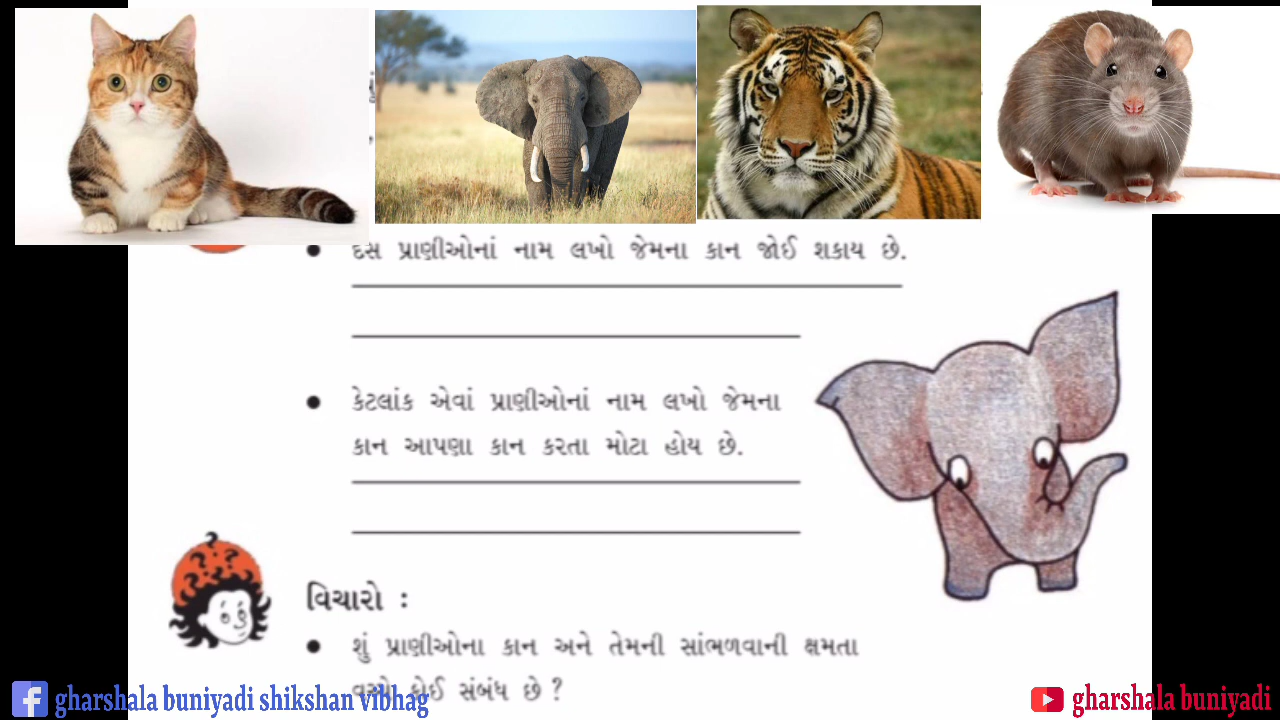 દસ પ્રાણીઓનાં નામ લખો જેમના કાન જોઈ શકાય છે.
કેટલાંક એવાં પ્રાણીઓનાં નામ લખો જેમના
કાન આપણા કાન કરતા મોટા હોય છે.
વિચારો :
શું પ્રાણીઓના કાન અને તેમની સાંભળવાની ક્ષમતા
સંબંધ છે ?
gharshala buniyadi shikshan vibhag
gharshala buniyadi